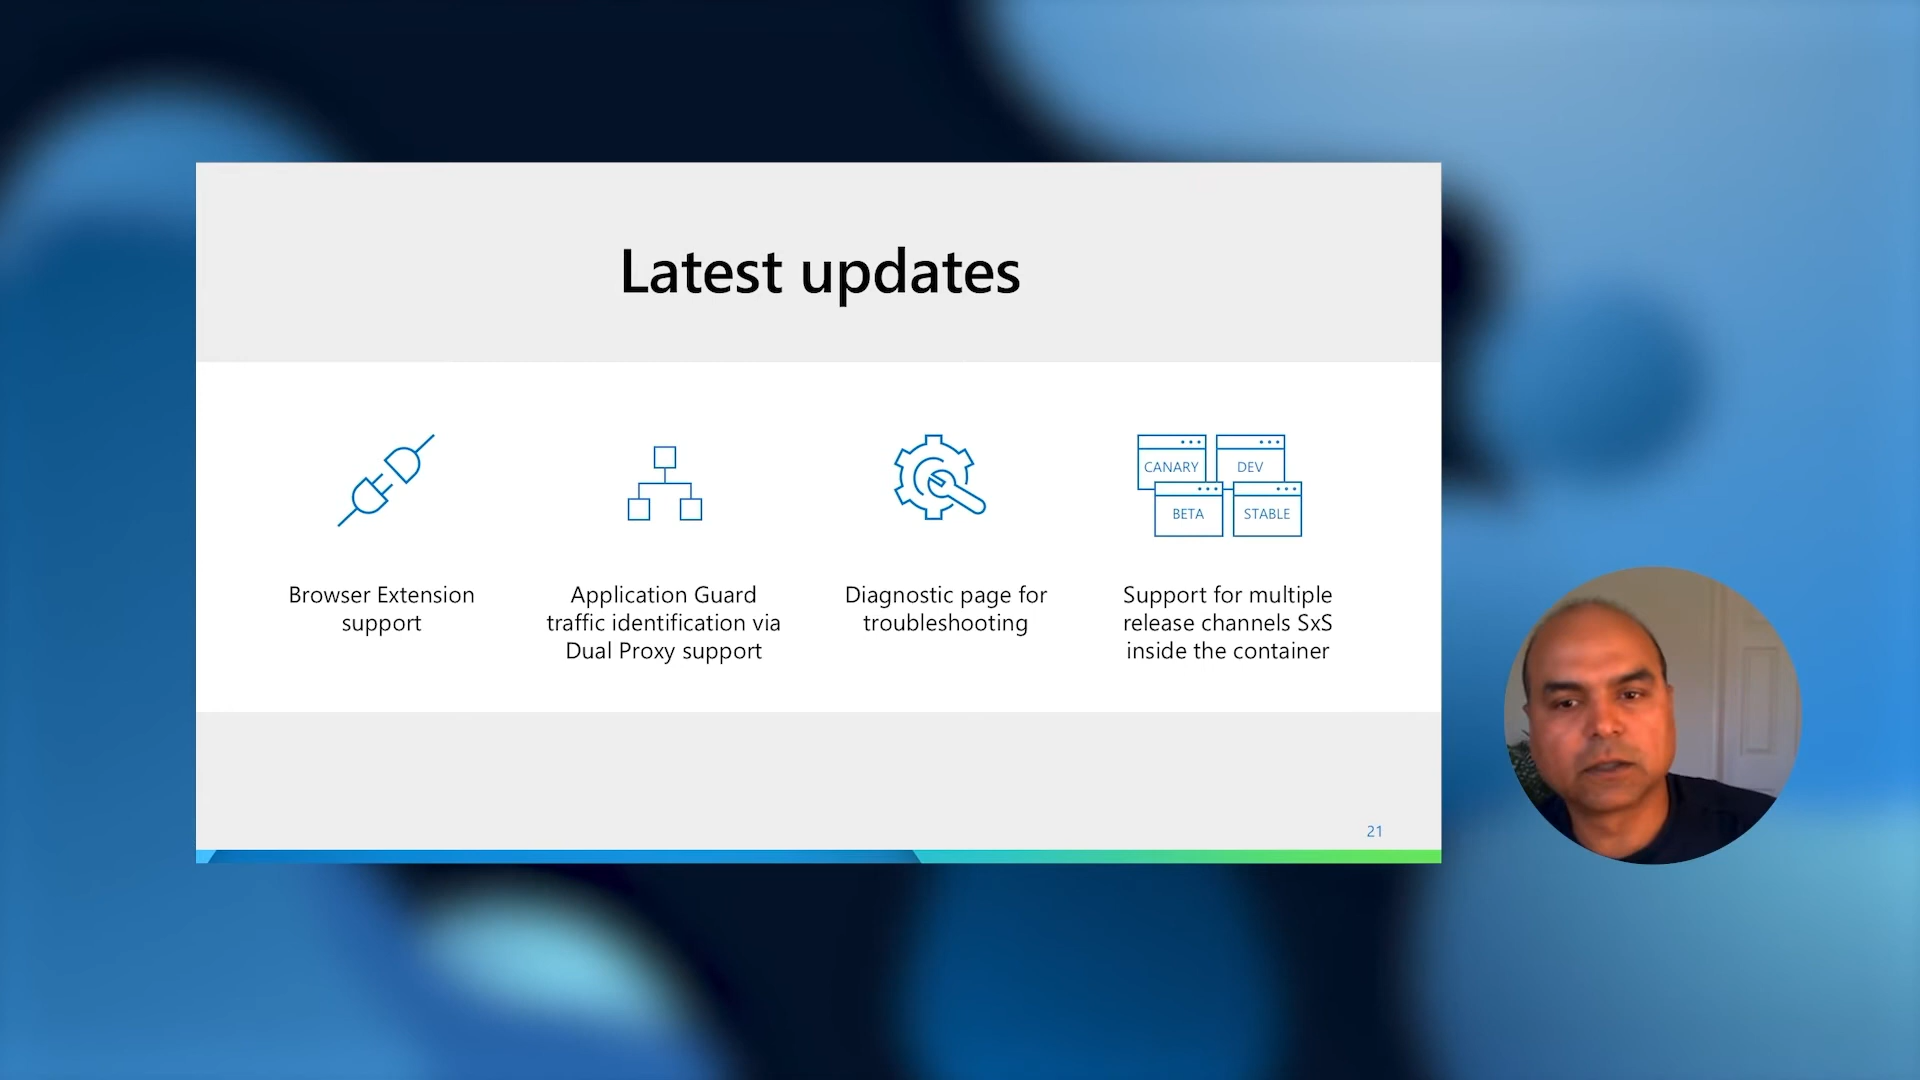 Latest updates
CANARY
DEV
BETA
STABLE
Browser Extension
support
Application Guard
traffic identification via
Dual Proxy support
Diagnostic page for
troubleshooting
Support for multiple
release channels SxS
inside the container
21